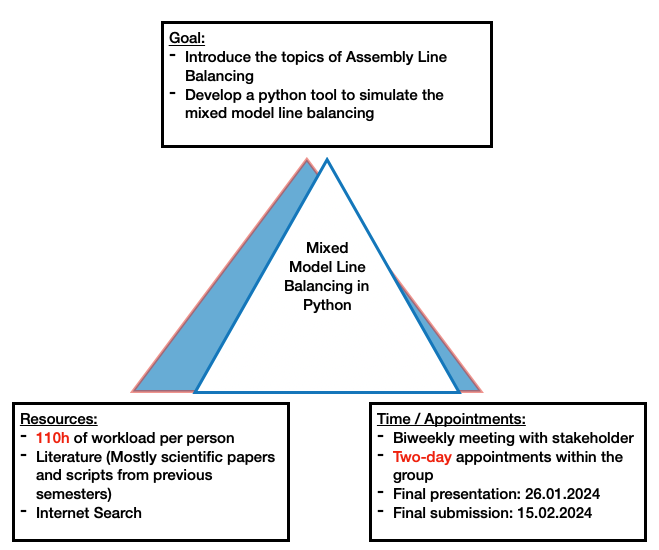 Goal:
- Introduce the topics of Assembly Line
Balancing
- Develop a python tool to simulate the
mixed model line balancing
Mixed
Model Line
Balancing in
Python
Resources:
- 110h of workload per person
- Literature (Mostly scientific papers
and scripts from previous
semesters)
- Internet Search
Time / Appointments:
- Biweekly meeting with stakeholder
- Two-day appointments within the
group
- Final presentation: 26.01.2024
- Final submission: 15.02.2024